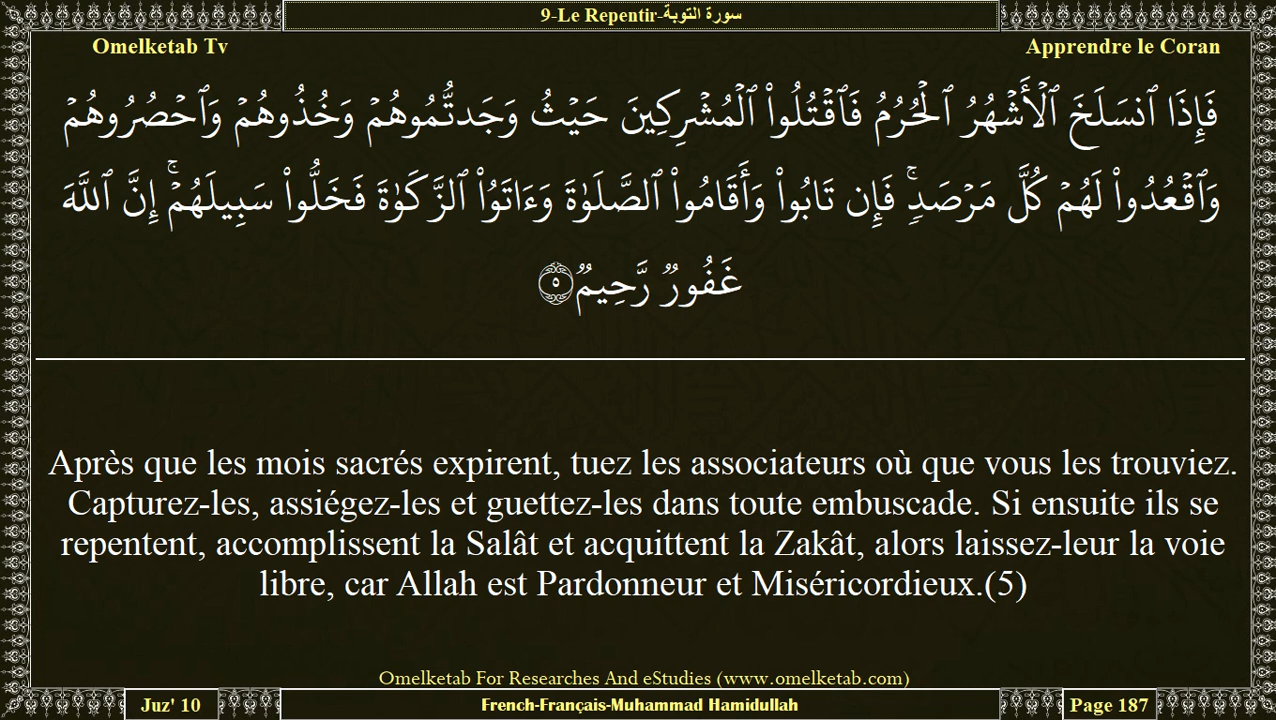 9-Le Repentir-سورة التوبة
Omelketab Tv
Apprendre le Coran
فَإِذَا ٱنسَلَخَ ٱلْأَشْهُرُ ٱلْحُرُمُ فَٱقْتُلُوا۟ ٱلْمُشْرِكِينَ حَيْثُ وَجَدتُّمُوهُمْ وَخُذُوهُمْ وَٱحْصُرُوهُمْ
وَٱقْعُدُوا۟ لَهُمْ كُلَّ مَرْصَدٍۢ ۚ فَإِن تَابُوا۟ وَأَقَامُوا۟ ٱلصَّلَوٰةَ وَءَاتَوُا۟ ٱلزَّكَوٰةَ فَخَلُّوا۟ سَبِيلَهُمْ ۚ إِنَّ ٱللَّهَ
غَفُورٌۭ رَّحِيمٌۭ ۝٥
Après que les mois sacrés expirent, tuez les associateurs où que vous les trouviez.
Capturez-les, assiégez-les et guettez-les dans toute embuscade. Si ensuite ils se
repentent, accomplissent la Salât et acquittent la Zakât, alors laissez-leur la voie
libre, car Allah est Pardonneur et Miséricordieux.(5)
Omelketab For Researches And eStudies (www.omelketab.com)
Juz' 10
French-Français-Muhammad Hamidullah
Page 187